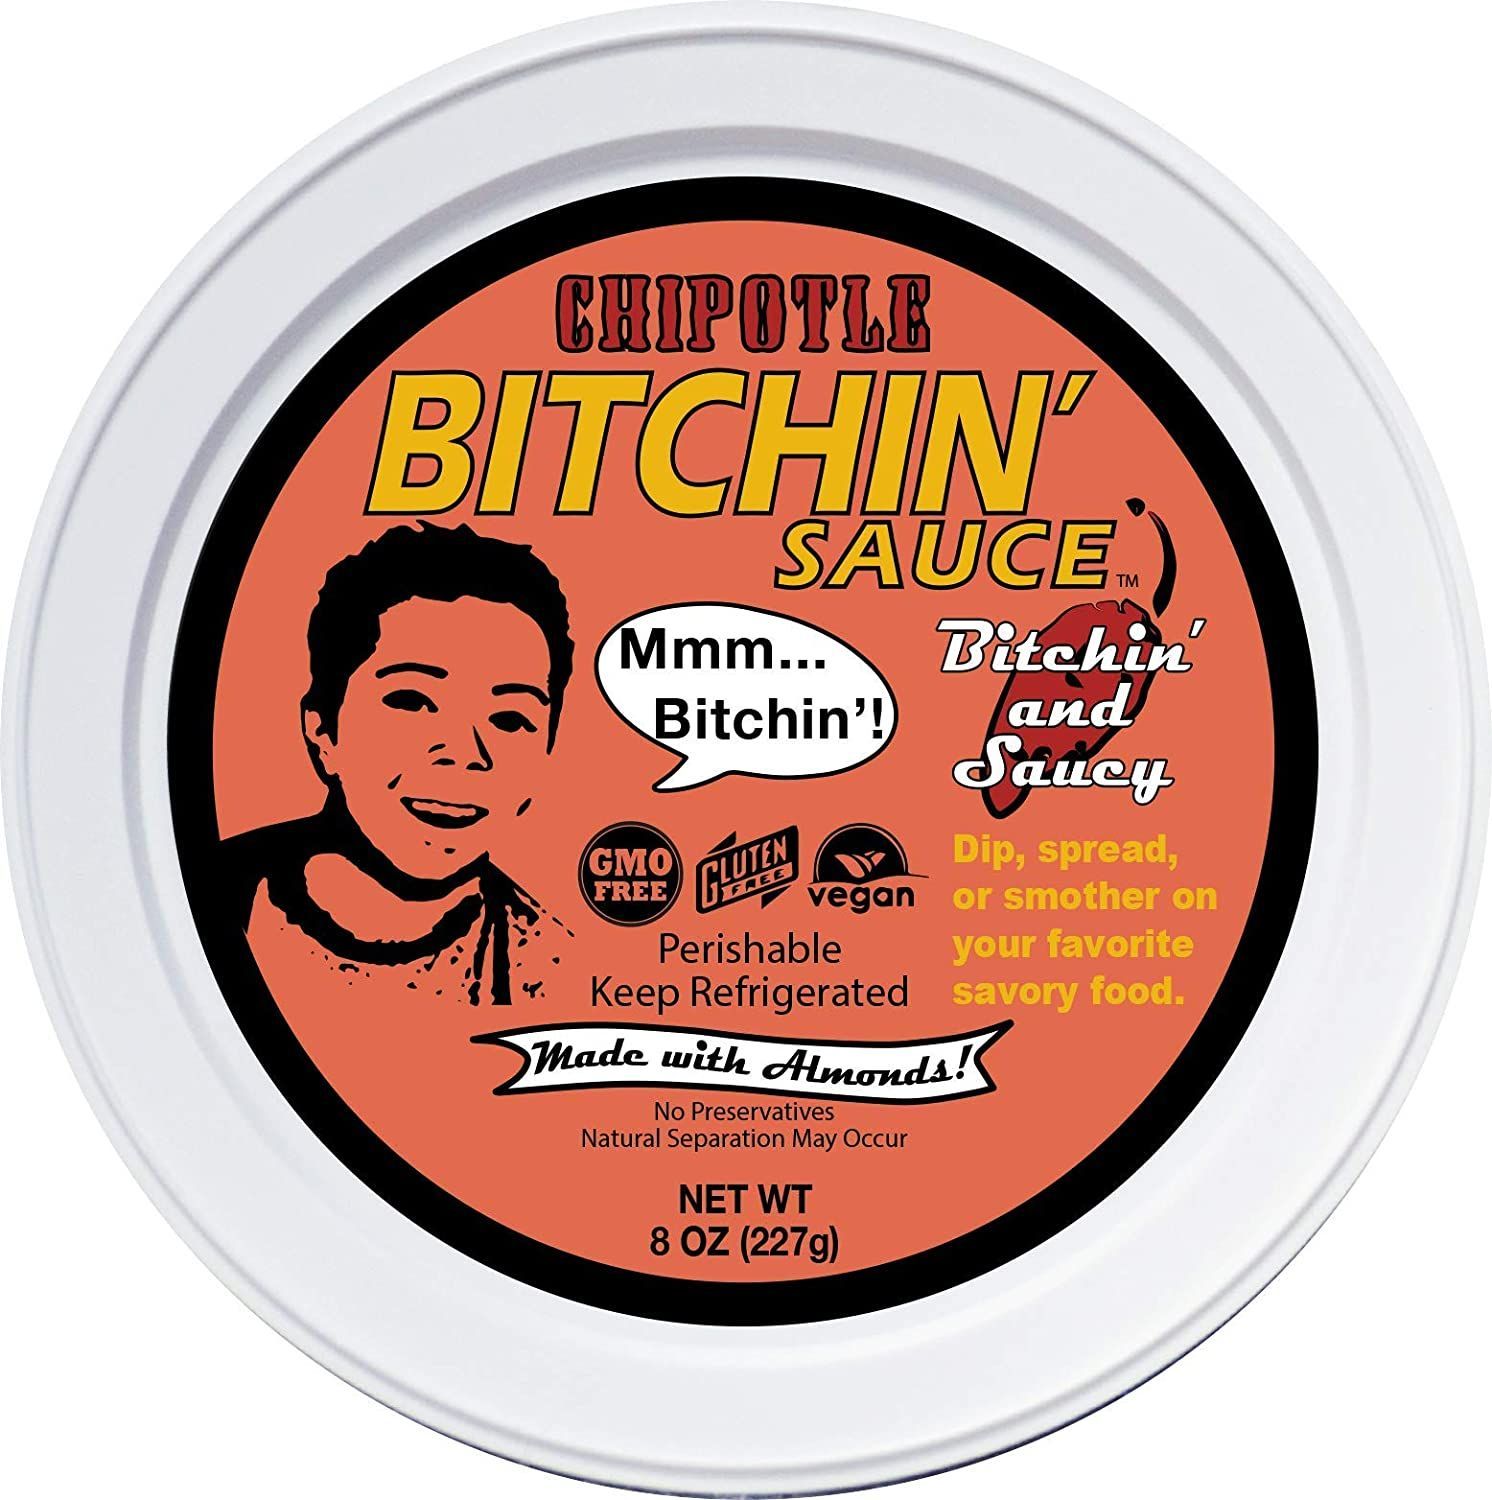 CHIPOTLE
BITCHIN'
SAUCE™
Mmm...
Bitchin'!
Bitchin'
and
Saucy
GMO
FREE
GLUTEN
FREE
vegan
Dip, spread,
or smother on
your favorite
savory food.
Perishable
Keep Refrigerated
Made with Almonds!
No Preservatives
Natural Separation May Occur
NET WT
8 OZ (227g)